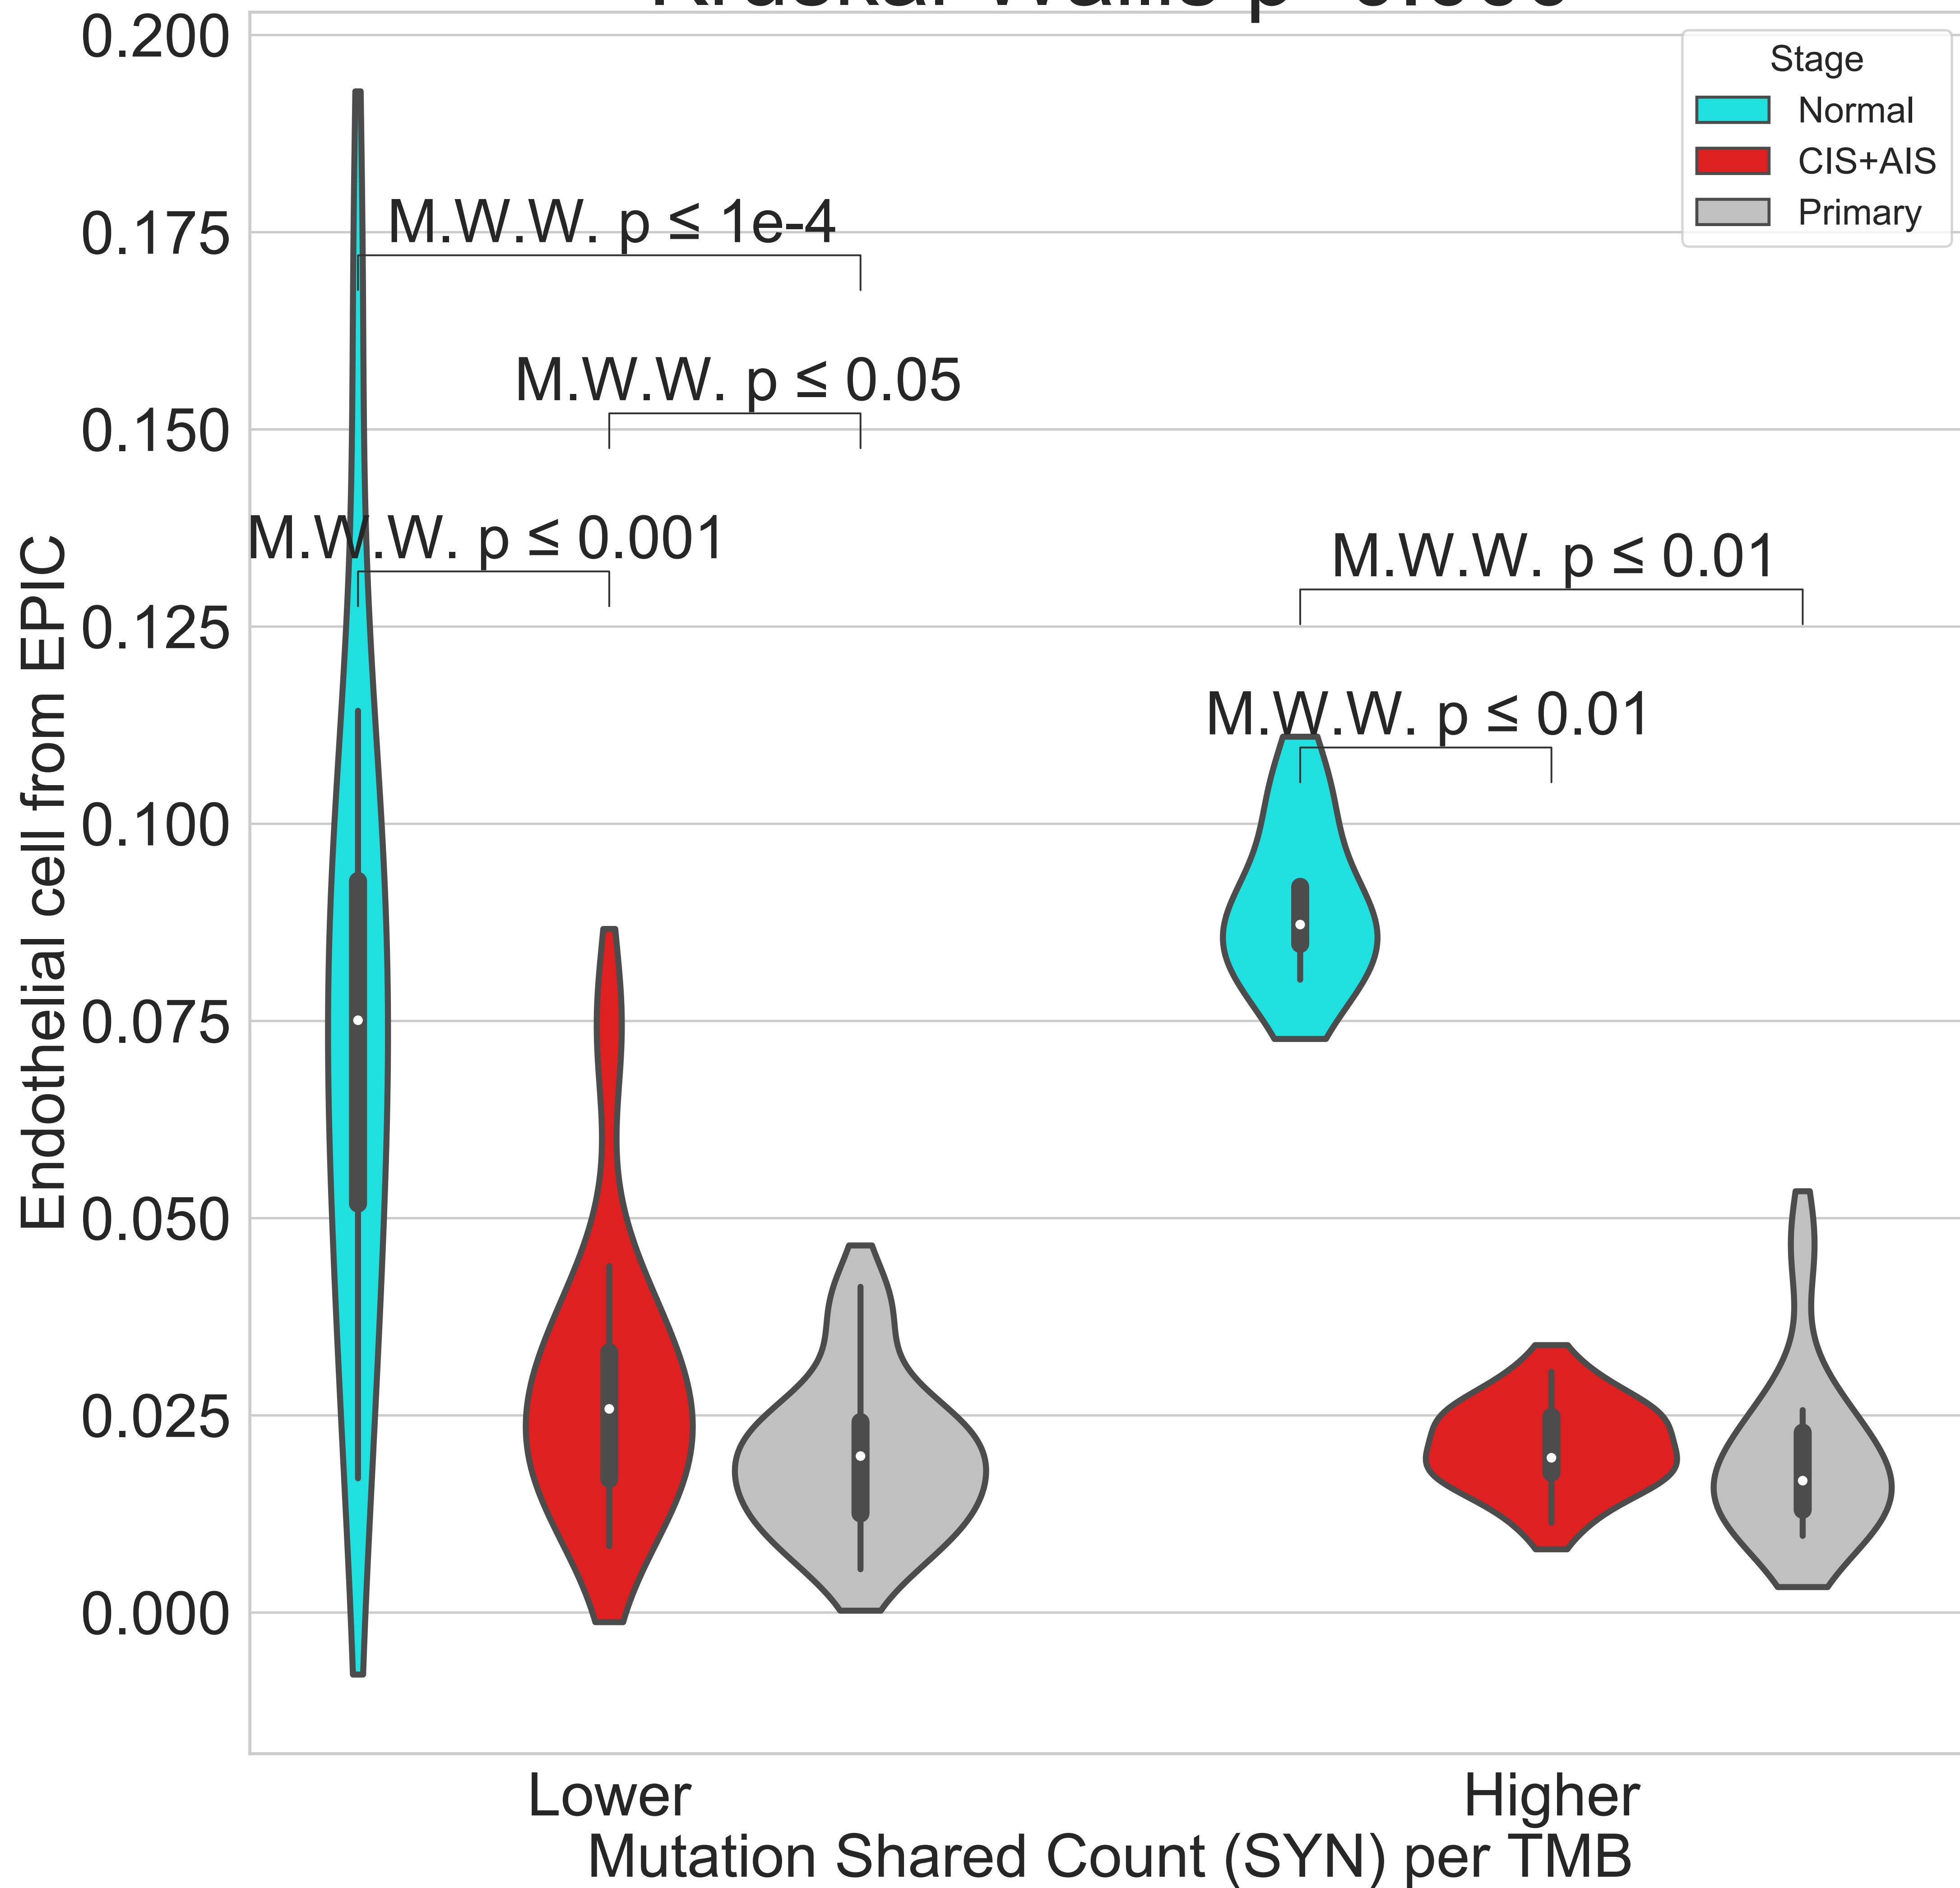 0.200
0.175
0.150
0.125
0.100
0.075
0.050
0.025
0.000
Endothelial cell from EPIC
Stage
Normal
CIS+AIS
Primary
M.W.W. p ≤ 1e-4
M.W.W. p ≤ 0.05
M.W.W. p ≤ 0.001
M.W.W. p ≤ 0.01
M.W.W. p ≤ 0.01
Lower
Higher
Mutation Shared Count (SYN) per TMB